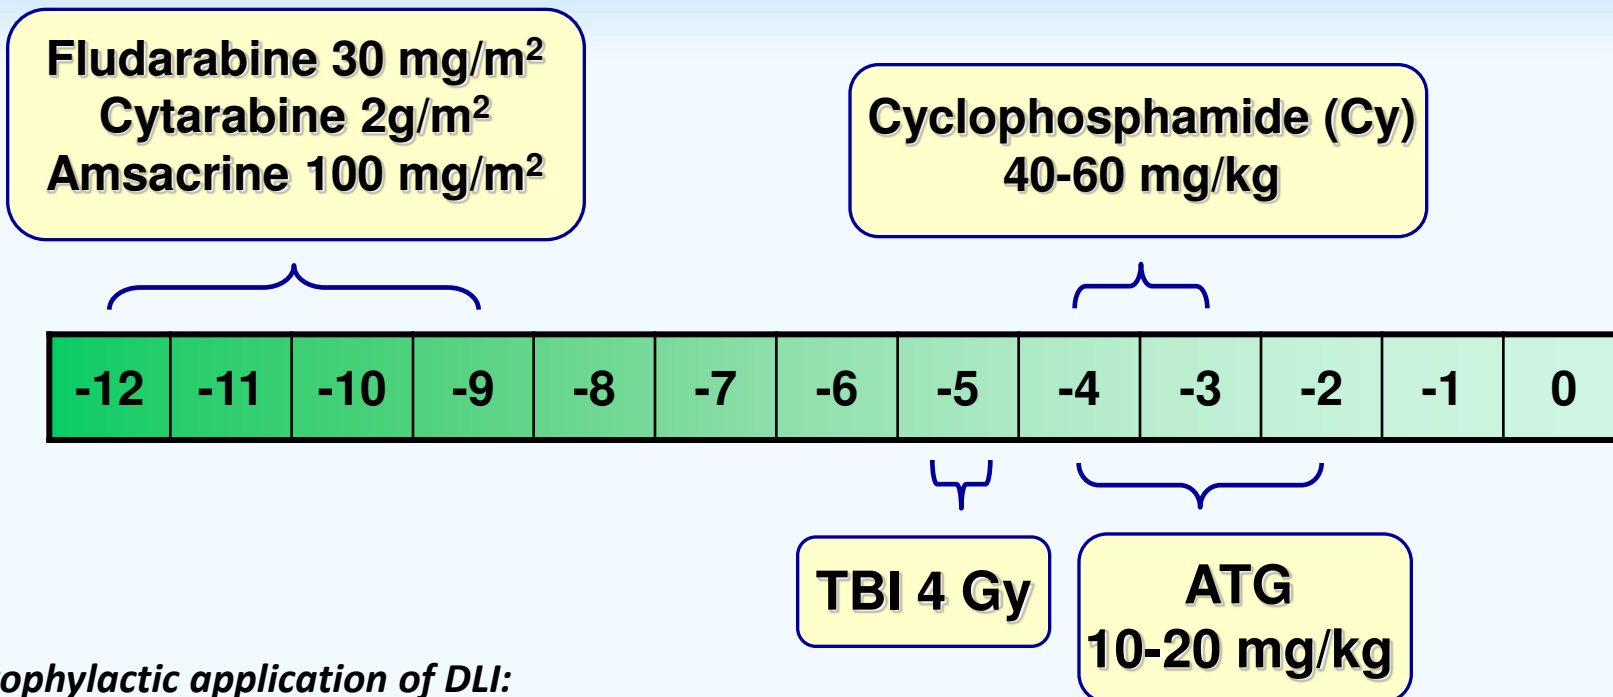 Fludarabine 30 mg/m²
Cytarabine 2g/m²
Amsacrine 100 mg/m²
Cyclophosphamide (Cy)
40-60 mg/kg
-12 -11 -10 -9 -8 -7 -6 -5 -4 -3 -2 -1 0
TBI 4 Gy
ATG
10-20 mg/kg
application of DLI: